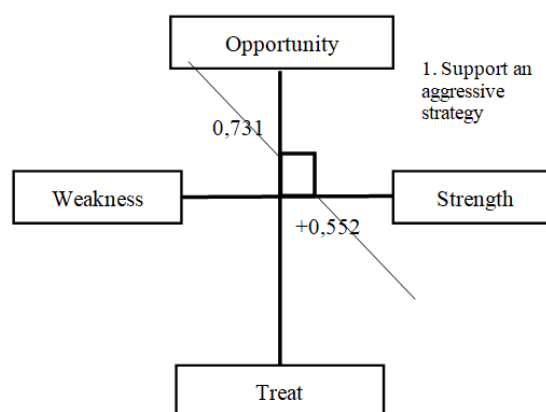 Opportunity
1. Support an
aggressive
strategy
0,731
Weakness
Strength
+0,552
Treat